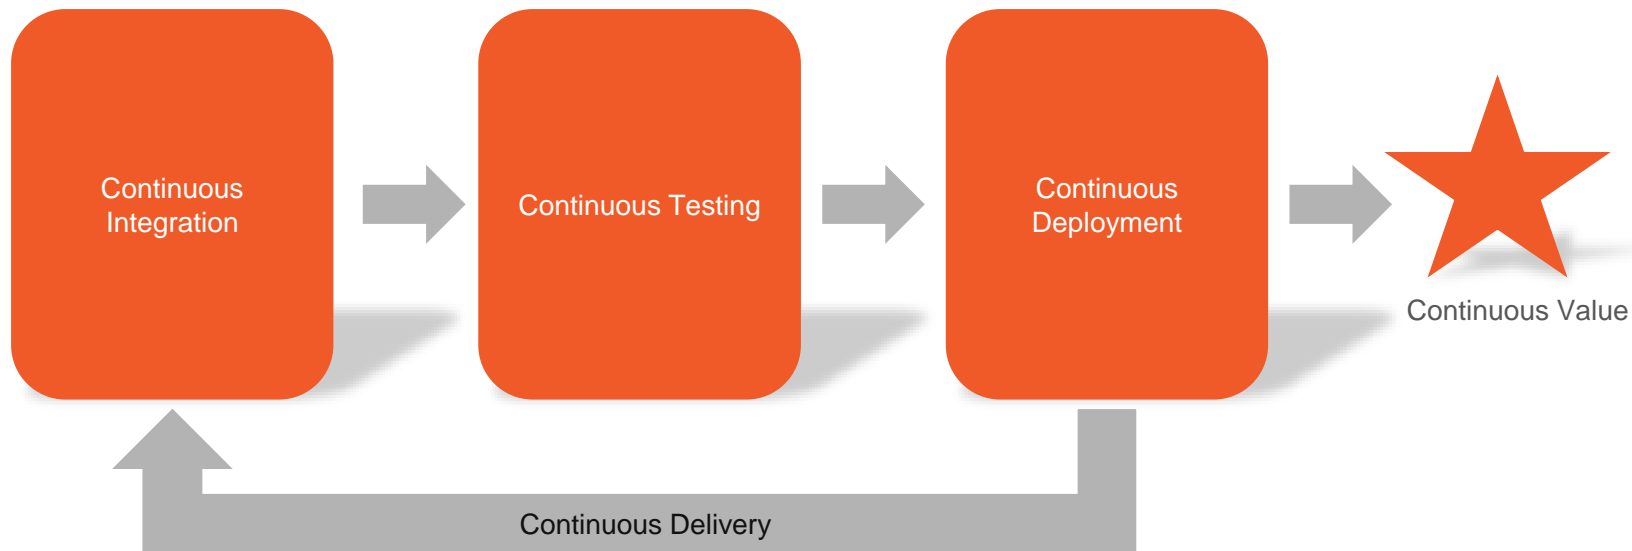 Continuous
Integration
Continuous Testing
Continuous
Deployment
Continuous Value
Continuous Delivery